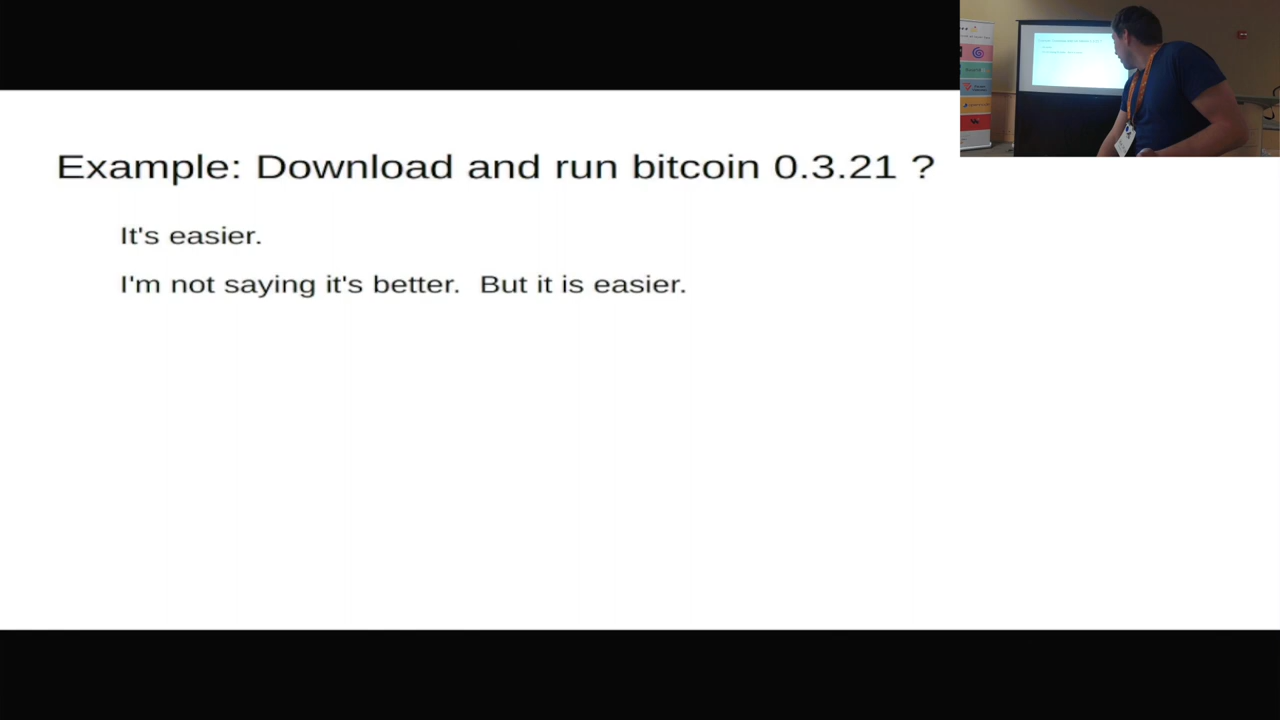 Example: Download and run bitcoin 0.3.21 ?
It's easier.
I'm not saying it's better.  But it is easier.